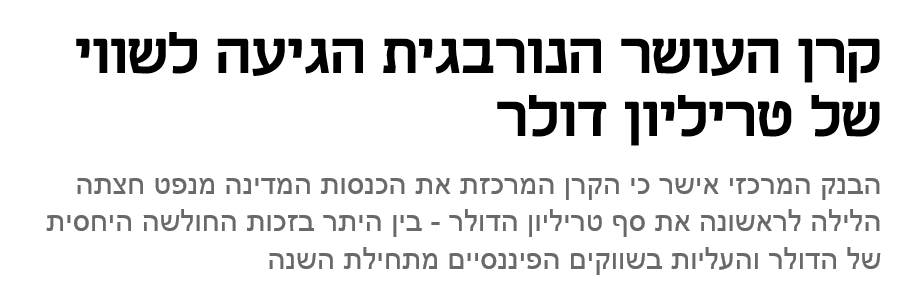 קרן העושר הנורבגית הגיעה לשווי
של טריליון דולר
הבנק המרכזי אישר כי הקרן המרכזת את הכנסות המדינה מנפט חצתה
הלילה לראשונה את סף טריליון הדולר - בין היתר בזכות החולשה היחסית
של הדולר והעליות בשווקים הפיננסיים מתחילת השנה